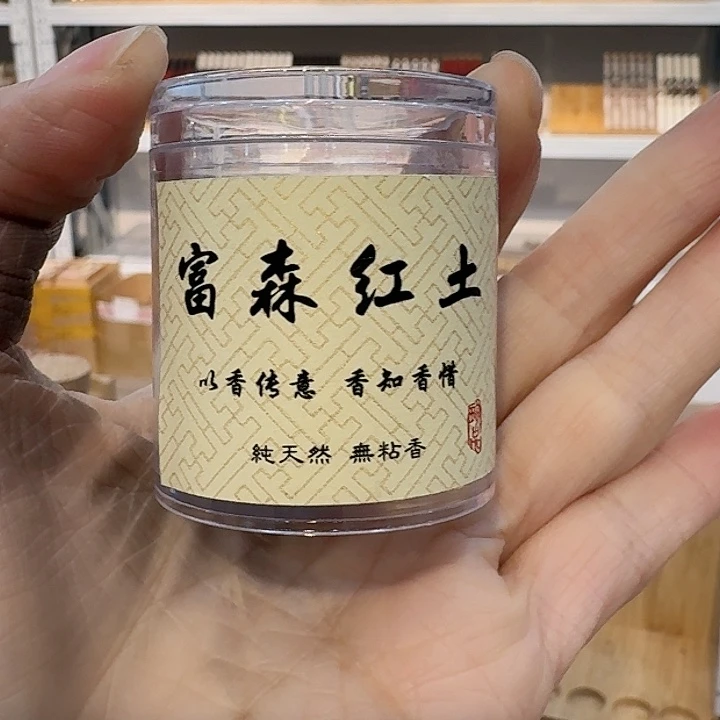 富森红土
以香传意 香知香惜
純天然 無粘香